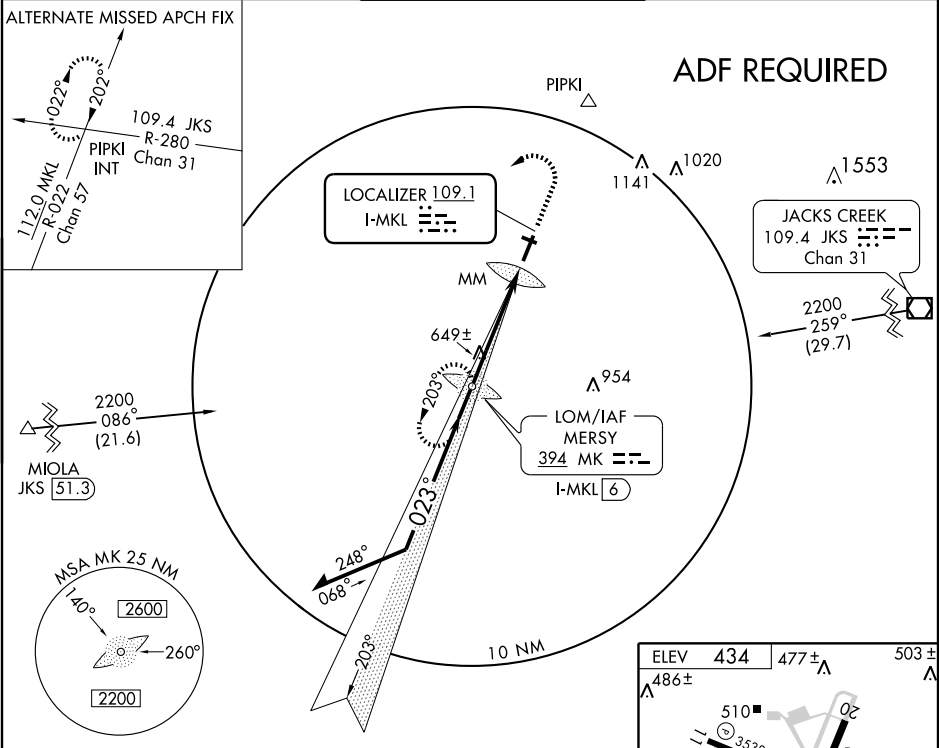 ALTERNATE MISSED APCH FIX
022°
202°
109.4 JKS
R-280
Chan 31
PIPKI
INT
112.0 MKL
R-022
Chan 57
ADF REQUIRED
PIPKI
1141
1020
1553
LOCALIZER 109.1
I-MKL
JACKS CREEK
109.4 JKS
Chan 31
MM
2200
259°
(29.7)
649±
203°
954
2200
086°
(21.6)
MIOLA
JKS 51.3
LOM/IAF
MERSY
394 MK
I-MKL 6
023°
248°
068°
203°
10 NM
MSA MK 25 NM
140°
2600
260°
2200
ELEV 434
477±
503±
486±
510
20
P
3538
11